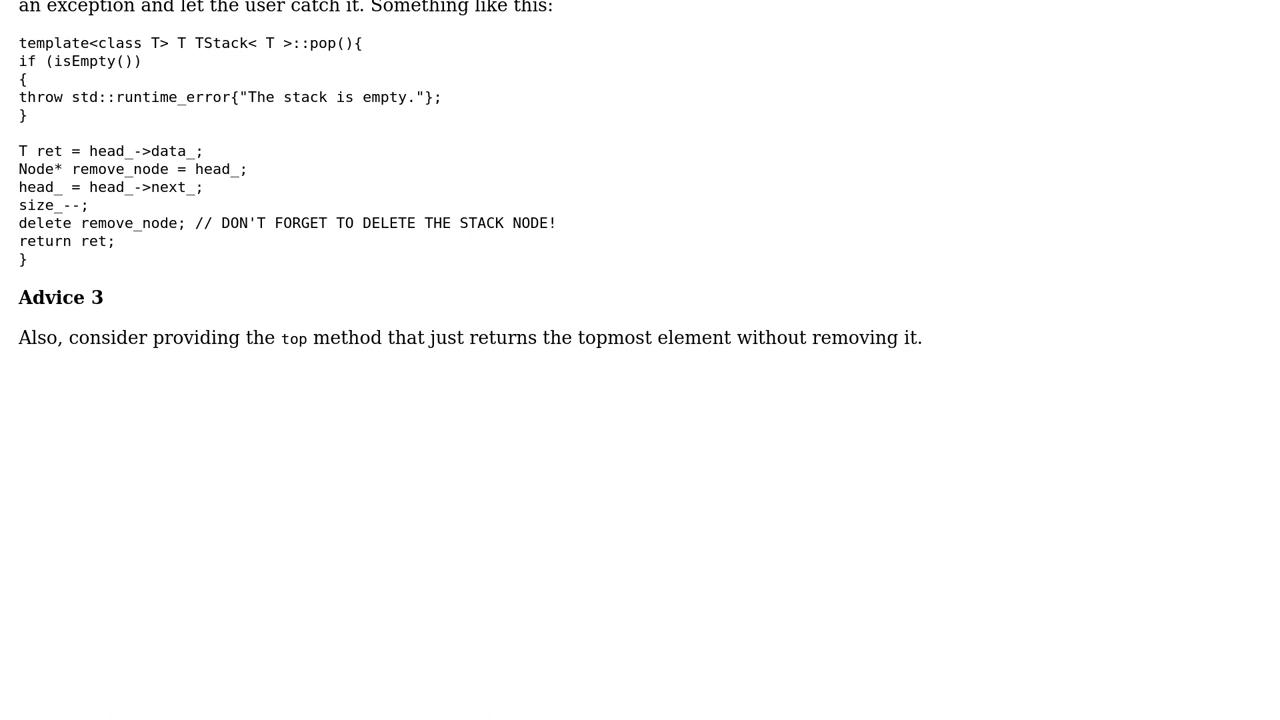 an exception and let the user catch it. Something like this:
template<class T> T TStack< T >::pop(){
if (isEmpty())
{
throw std::runtime_error{"The stack is empty."};
}
T ret = head_->data_;
Node* remove_node = head_;
head_ = head_->next_;
size_--;
delete remove_node; // DON'T FORGET TO DELETE THE STACK NODE!
return ret;
}
Advice 3
Also, consider providing the top method that just returns the topmost element without removing it.